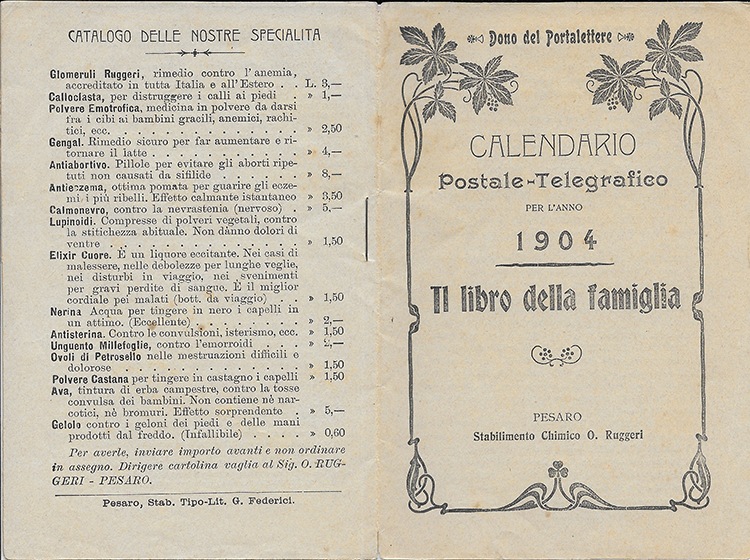 CATALOGO DELLE NOSTRE SPECIALITA
Glomeruli Ruggeri, rimedio contro l'anemia,
accreditato in tutta Italia e all'Estero . . L. 3,—
Calloclasta, per distruggere i calli ai piedi . » 1,—
Polvere Emotrofica, medicina in polvere da darsi
fra i cibi ai bambini gracili, anemici, rachi-
tici, ecc. . . . . . . . . . . . . » 2,50
Gengal. Rimedio sicuro per far aumentare e ri-
tornare il latte . . . . . . . . . » 4,—
Antiabortivo. Pillole per evitare gli aborti ripe-
tuti non causati da sifilide . . . . . » 8,—
Antieczema, ottima pomata per guarire gli ecze-
mi i più ribelli. Effetto calmante istantaneo » 3,50
Calmonevro, contro la nevrastenia (nervoso) . » 5,—
Lupinoidi. Compresse di polveri vegetali, contro
la stitichezza abituale. Non dànno dolori di
ventre . . . . . . . . . . . . . » 1,50
Elixir Cuore. È un liquore eccitante. Nei casi di
malessere, nelle debolezze per lunghe veglie,
nei disturbi in viaggio, nei svenimenti
per gravi perdite di sangue. È il miglior
cordiale pei malati (bott. da viaggio) . . » 1,50
Nerina Acqua per tingere in nero i capelli in
un attimo. (Eccellente) . . . . . . . » 2,—
Antisterina. Contro le convulsioni, isterismo, ecc. » 1,50
Unguento Millefoglie, contro l'emorroidi . . » 2,—
Ovoli di Petrosello nelle mestruazioni difficili e
dolorose . . . . . . . . . . . . » 1,50
Polvere Castana per tingere in castagno i capelli » 1,50
Ava, tintura di erba campestre, contro la tosse
convulsa dei bambini. Non contiene nè nar-
cotici, nè bromuri. Effetto sorprendente . » 5,—
Gelolo contro i geloni dei piedi e delle mani
prodotti dal freddo. (Infallibile) . . . . » 0,60
Per averle, inviare importo avanti e non ordinare
in assegno. Dirigere cartolina vaglia al Sig. O. RUG-
GERI - PESARO.
Pesaro, Stab. Tipo-Lit. G. Federici.
Dono del Portalettere
CALENDARIO
Postale-Telegrafico
PER L'ANNO
1904
Il libro della famiglia
PESARO
Stabilimento Chimico O. Ruggeri